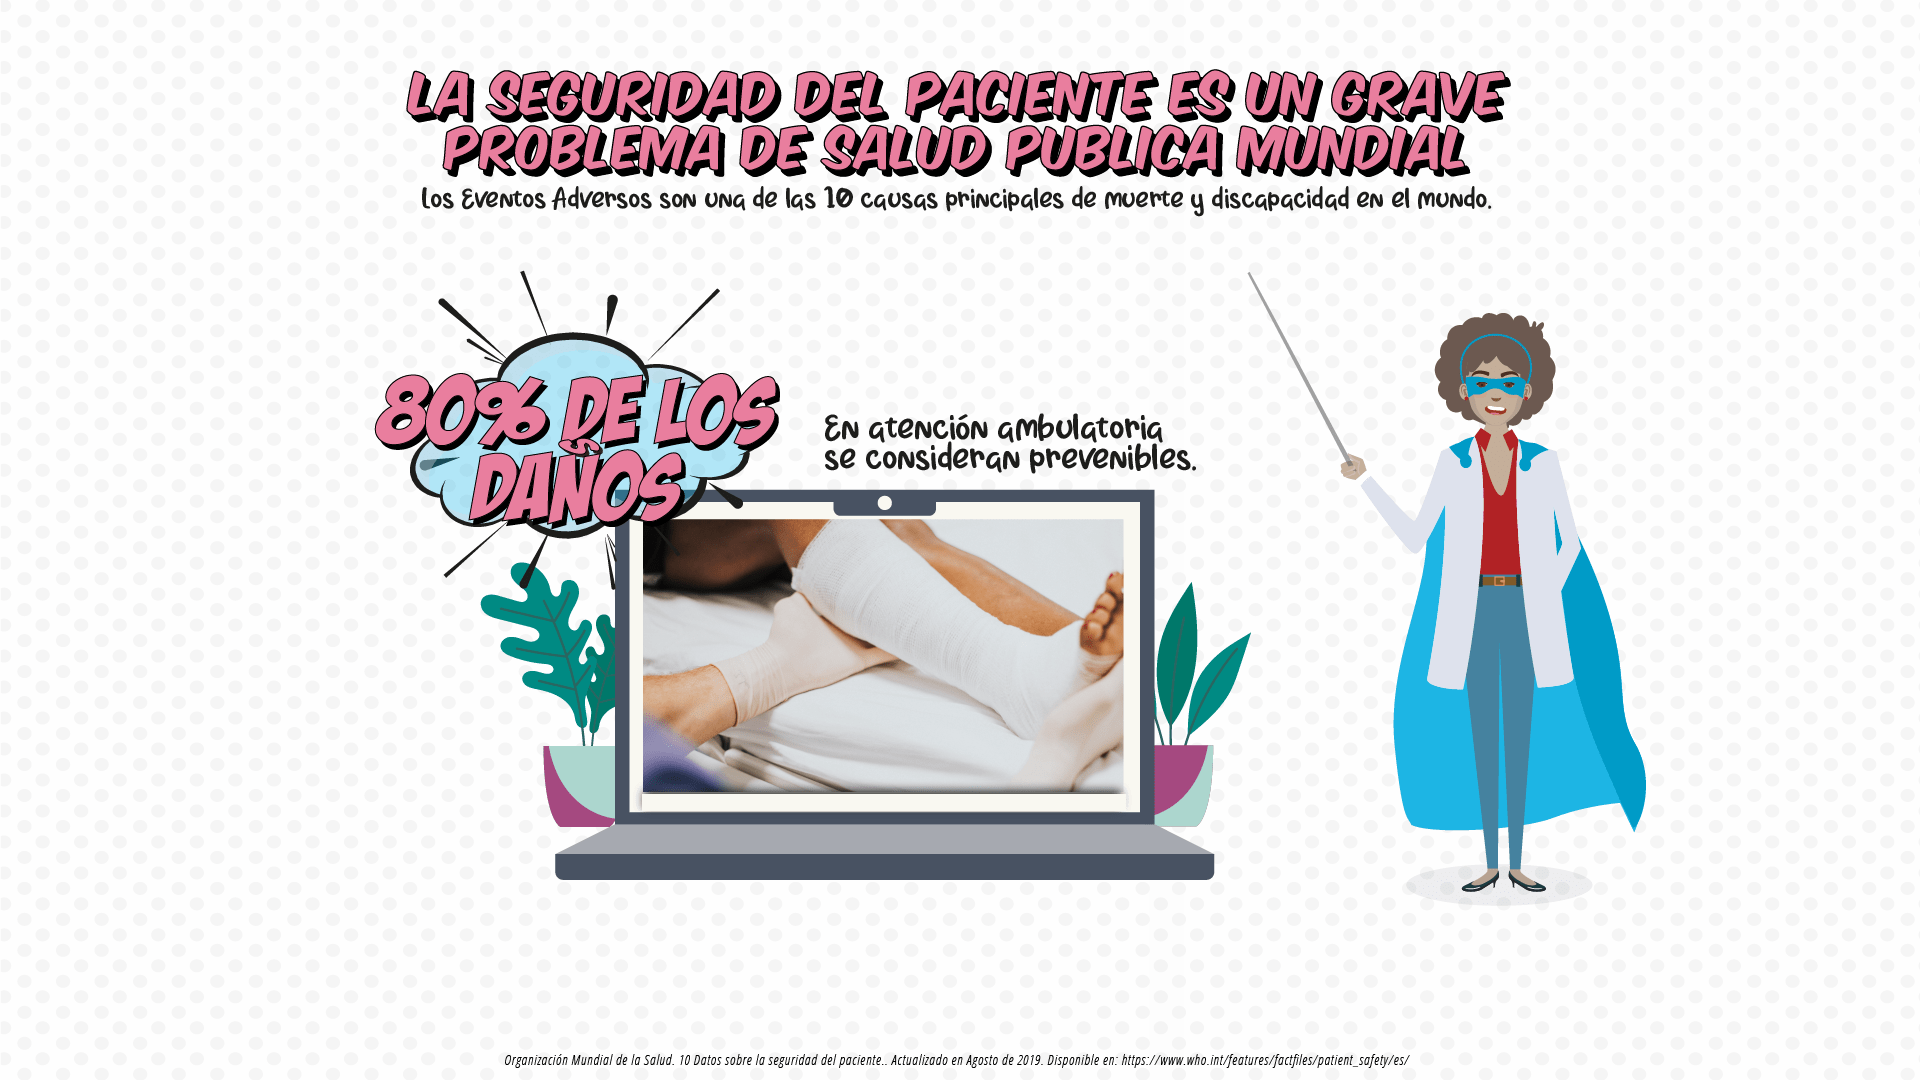 LA SEGURIDAD DEL PACIENTE ES UN GRAVE
PROBLEMA DE SALUD PUBLICA MUNDIAL
Los Eventos Adversos son una de las 10 causas principales de muerte y discapacidad en el mundo.
80% DE LOS
DAÑOS
En atención ambulatoria
se consideran prevenibles.
Organización Mundial de la Salud. 10 Datos sobre la seguridad del paciente.. Actualizado en Agosto de 2019. Disponible en: https://www.who.int/features/factfiles/patient_safety/es/